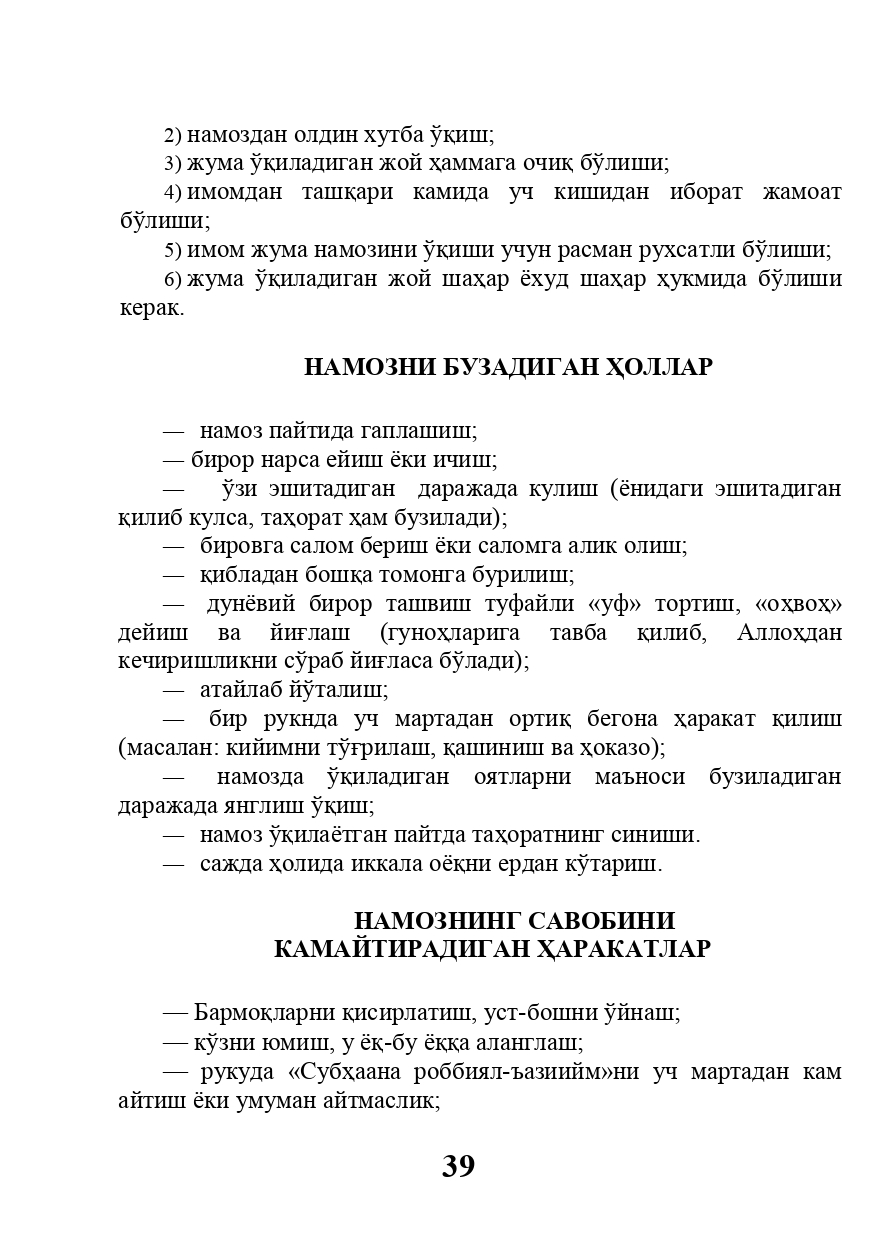 2) намоздан олдин хутба ўқиш;
3) жума ўқиладиган жой ҳаммага очиқ бўлиши;
4) имомдан ташқари камида уч кишидан иборат жамоат
бўлиши;
5) имом жума намозини ўқиши учун расман рухсатли бўлиши;
6) жума ўқиладиган жой шаҳар ёхуд шаҳар ҳукмида бўлиши
керак.
НАМОЗНИ БУЗАДИГАН ҲОЛЛАР
— намоз пайтида гаплашиш;
— бирор нарса ейиш ёки ичиш;
— ўзи эшитадиган даражада кулиш (ёнидаги эшитадиган
қилиб кулса, таҳорат ҳам бузилади);
— бировга салом бериш ёки саломга алик олиш;
— қибладан бошқа томонга бурилиш;
— дунёвий бирор ташвиш туфайли «уф» тортиш, «оҳвоҳ»
дейиш ва йиғлаш (гуноҳларига тавба қилиб, Аллоҳдан
кечиришликни сўраб йиғласа бўлади);
— атайлаб йўталиш;
— бир рукнда уч мартадан ортиқ бегона ҳаракат қилиш
(масалан: кийимни тўғрилаш, қашиниш ва ҳоказо);
— намозда ўқиладиган оятларни маъноси бузиладиган
даражада янглиш ўқиш;
— намоз ўқилаётган пайтда таҳоратнинг синиши.
— сажда ҳолида иккала оёқни ердан кўтариш.
НАМОЗНИНГ САВОБИНИ
КАМАЙТИРАДИГАН ҲАРАКАТЛАР
— Бармоқларни қисирлатиш, уст-бошни ўйнаш;
— кўзни юмиш, у ёқ-бу ёққа аланглаш;
— рукуда «Субҳаана роббиял-ъазиийм»ни уч мартадан кам
айтиш ёки умуман айтмаслик;
39